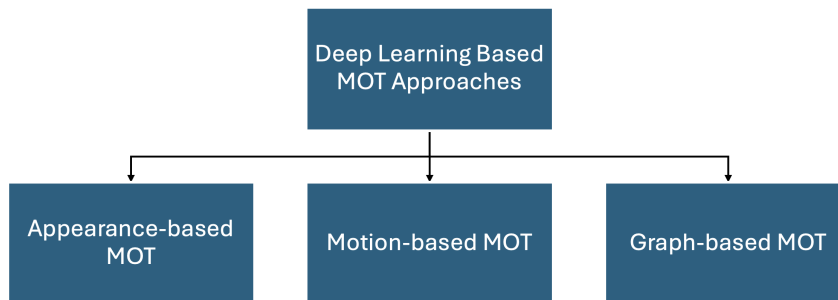 Deep Learning Based
MOT Approaches
Appearance-based
MOT
Motion-based MOT
Graph-based MOT